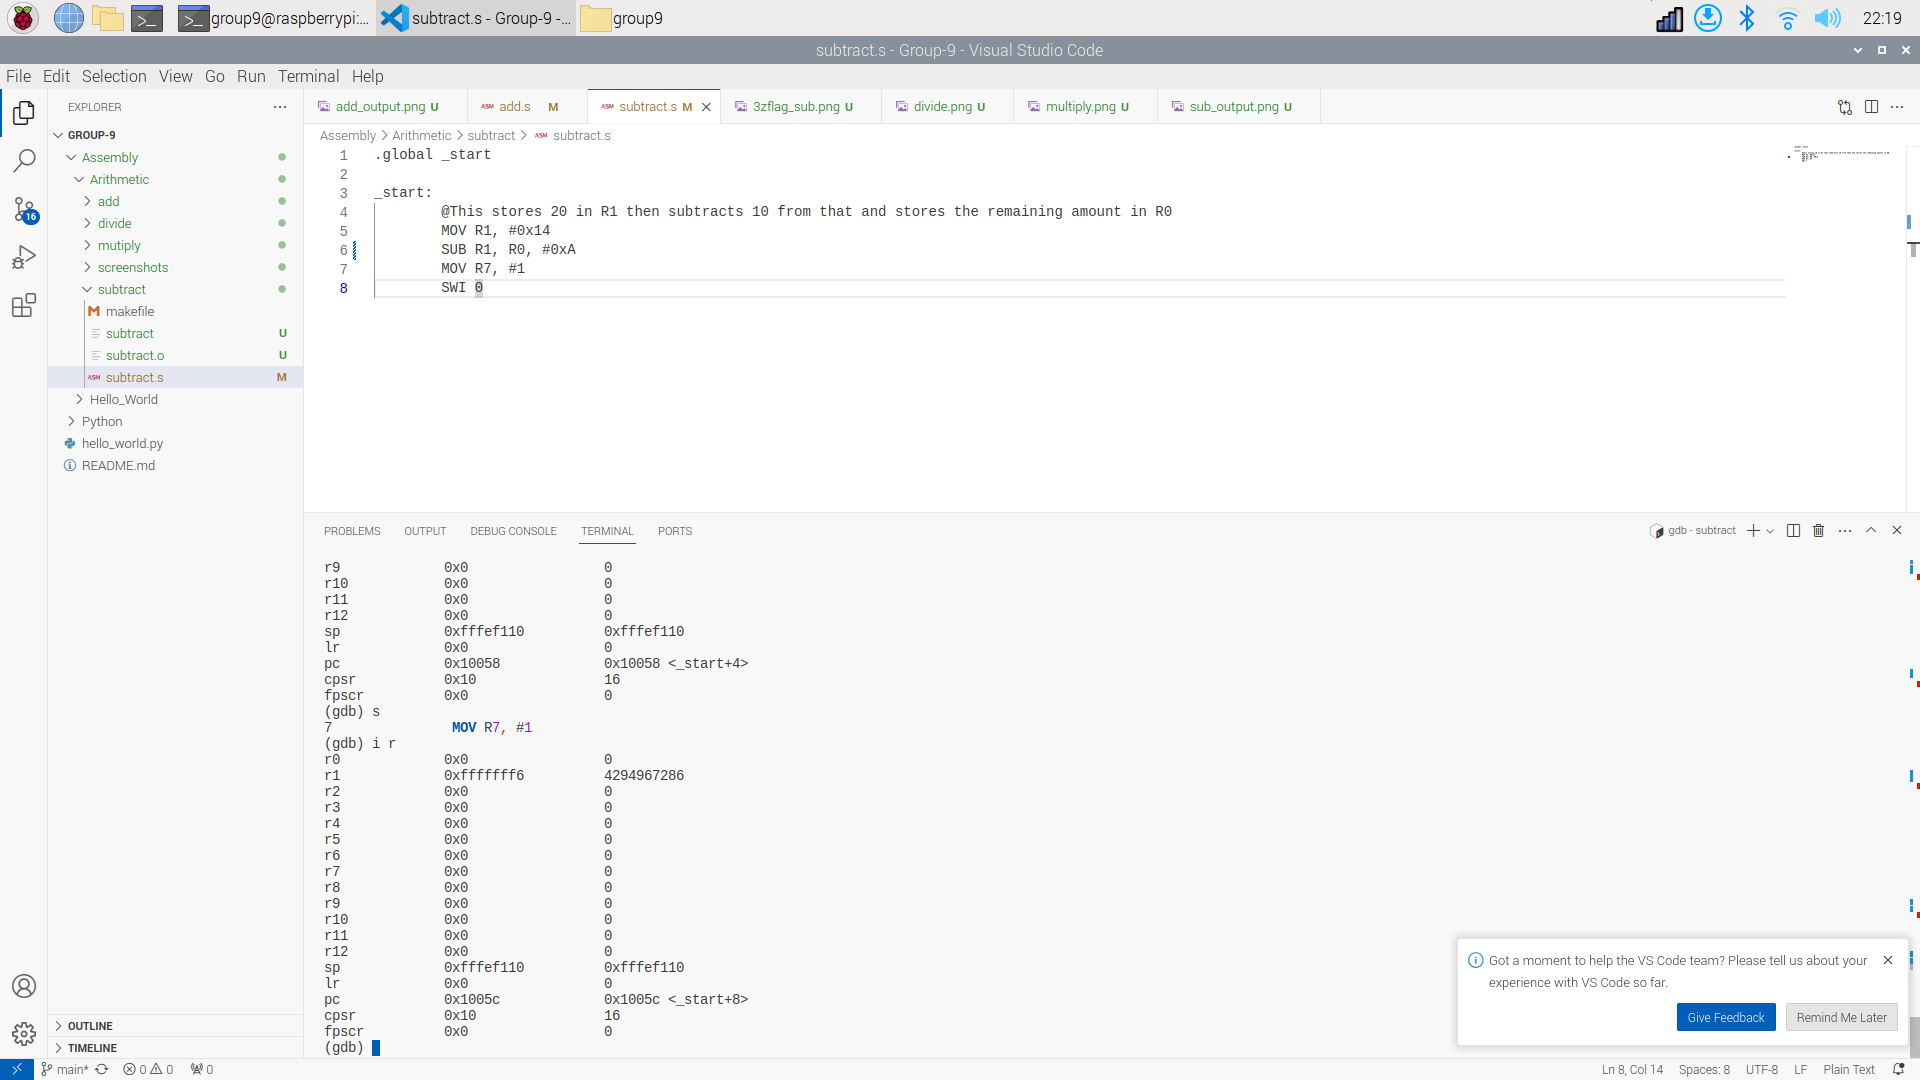 group9@raspberrypi:... subtract.s - Group-9 -... group9 22:19
subtract.s - Group-9 - Visual Studio Code
File Edit Selection View Go Run Terminal Help
EXPLORER
add_output.png U add.s M subtract.s M 3zflag_sub.png U divide.png U multiply.png U sub_output.png U
Assembly > Arithmetic > subtract > ASM subtract.s
GROUP-9
Assembly
Arithmetic
add
divide
mutiply
screenshots
subtract
makefile
subtract U
subtract.o U
subtract.s M
Hello_World
Python
hello_world.py
README.md
OUTLINE
TIMELINE
16
1 .global _start
2
3 _start:
4 @This stores 20 in R1 then subtracts 10 from that and stores the remaining amount in R0
5 MOV R1, #0x14
6 SUB R1, R0, #0xA
7 MOV R7, #1
8 SWI 0
PROBLEMS OUTPUT DEBUG CONSOLE TERMINAL PORTS
gdb - subtract
r9 0x0 0
r10 0x0 0
r11 0x0 0
r12 0x0 0
sp 0xfffef110 0xfffef110
lr 0x0 0
pc 0x10058 0x10058 <_start+4>
cpsr 0x10 16
fpscr 0x0 0
(gdb) s
7 MOV R7, #1
(gdb) i r
r0 0x0 0
r1 0xfffffff6 4294967286
r2 0x0 0
r3 0x0 0
r4 0x0 0
r5 0x0 0
r6 0x0 0
r7 0x0 0
r8 0x0 0
r9 0x0 0
r10 0x0 0
r11 0x0 0
r12 0x0 0
sp 0xfffef110 0xfffef110
lr 0x0 0
pc 0x1005c 0x1005c <_start+8>
cpsr 0x10 16
fpscr 0x0 0
(gdb)
Got a moment to help the VS Code team? Please tell us about your
experience with VS Code so far.
Give Feedback Remind Me Later
main* 0 0 0 Ln 8, Col 14 Spaces: 8 UTF-8 LF Plain Text